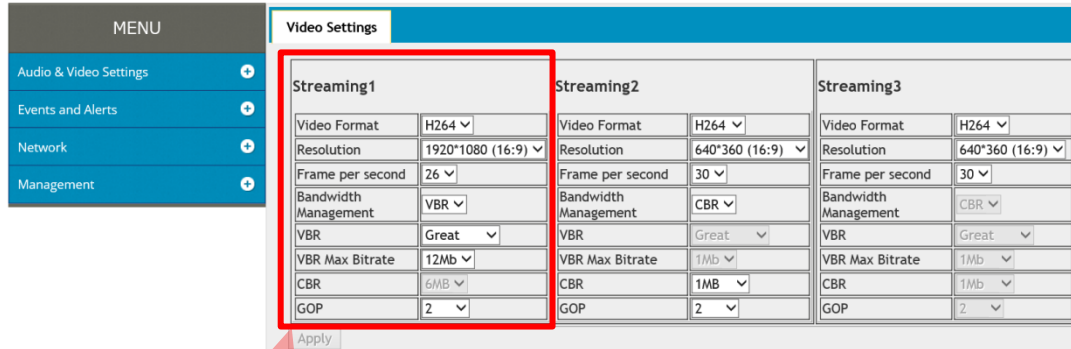 MENU
Audio & Video Settings
Events and Alerts
Network
Management
Video Settings
Streaming1
Video Format H264
Resolution 1920*1080 (16:9)
Frame per second 26
Bandwidth
Management VBR
VBR Great
VBR Max Bitrate 12Mb
CBR 6MB
GOP 2
Streaming2
Video Format H264
Resolution 640*360 (16:9)
Frame per second 30
Bandwidth
Management CBR
VBR Great
VBR Max Bitrate 1Mb
CBR 1MB
GOP 2
Streaming3
Video Format H264
Resolution 640*360 (16:9)
Frame per second 30
Bandwidth
Management CBR
VBR Great
VBR Max Bitrate 1Mb
CBR 1Mb
GOP 2
Apply